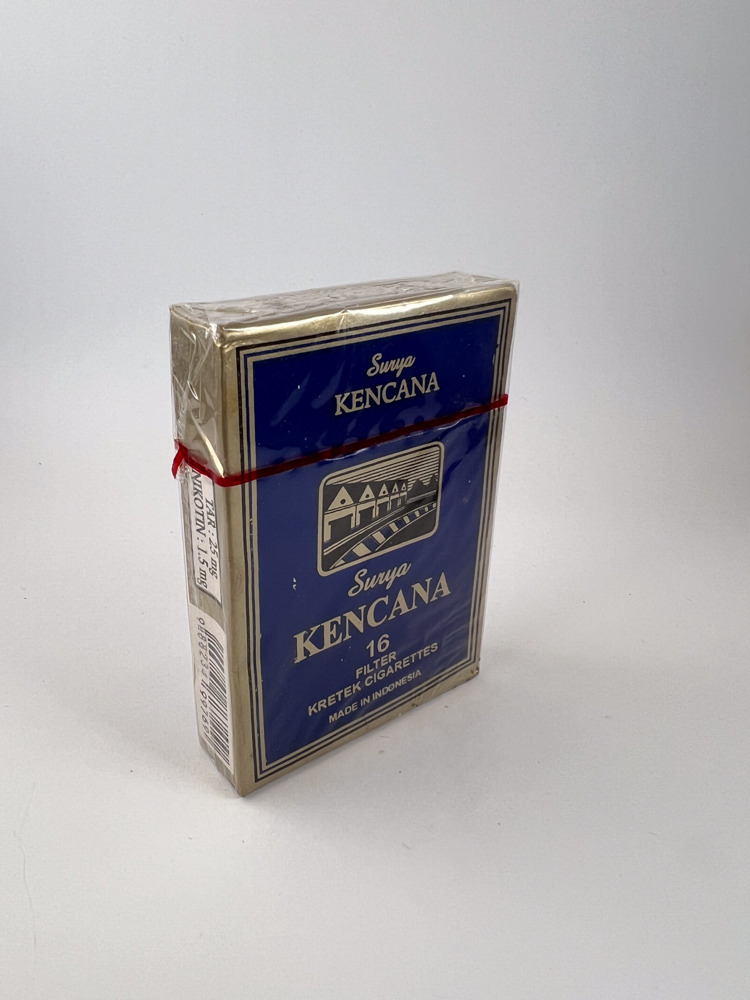 Surya
KENCANA
Surya
KENCANA
16
FILTER
KRETEK CIGARETTES
MADE IN INDONESIA
TAR : 25 mg
NIKOTIN : 1.5 mg